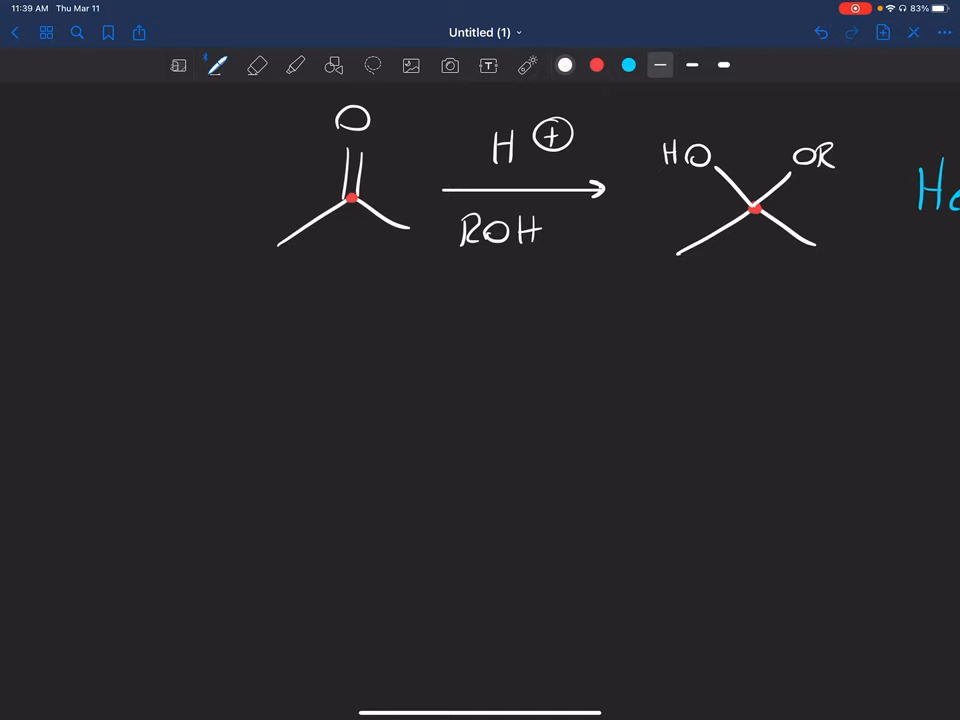 11:39 AM Thu Mar 11
83%
Untitled (1)
T
O
H +
ROH
HO OR